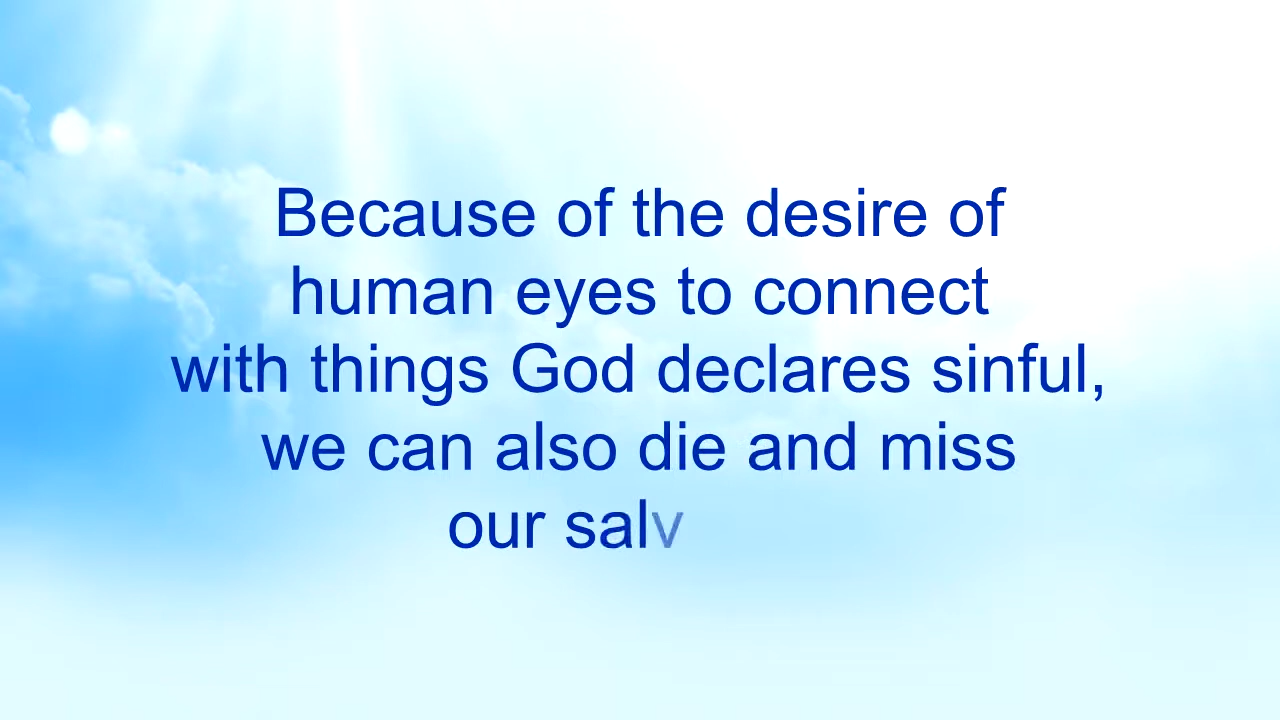 Because of the desire of
human eyes to connect
with things God declares sinful,
we can also die and miss
our salv